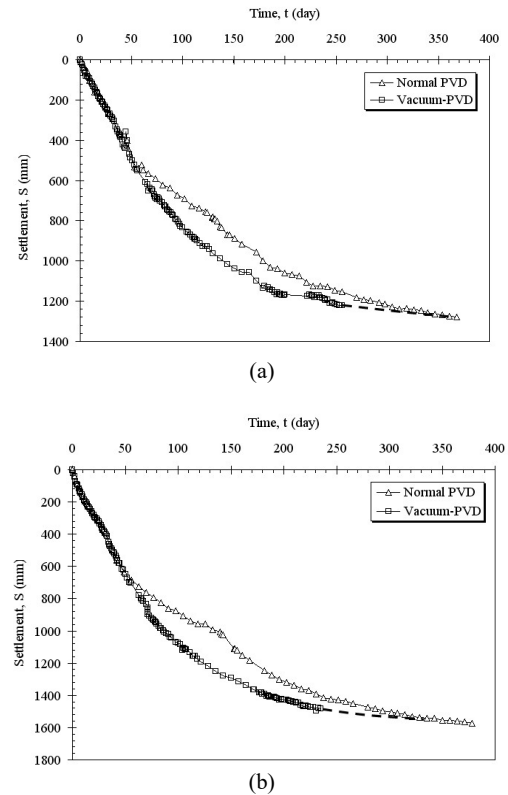 Time, t (day)
0 50 100 150 200 250 300 350 400
0
200
400
600
800
1000
1200
1400
Settlement, S (mm)
Normal PVD
Vacuum-PVD
(a)
Time, t (day)
0 50 100 150 200 250 300 350 400
0
200
400
600
800
1000
1200
1400
1600
1800
Settlement, S (mm)
Normal PVD
Vacuum-PVD
(b)